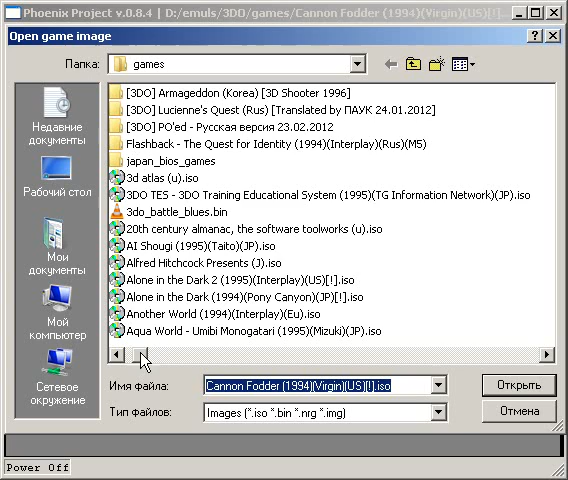 Phoenix Project v.0.8.4 | D:/emuls/3DO/games/Cannon Fodder (1994)(Virgin)(US)[!].
Open game image
Папка:
games
Недавние документы
Рабочий стол
Мои документы
Мой компьютер
Сетевое окружение
[3DO] Armageddon (Korea) [3D Shooter 1996]
[3DO] Lucienne's Quest (Rus) [Translated by ПАУК 24.01.2012]
[3DO] PO'ed - Русская версия 23.02.2012
Flashback - The Quest for Identity (1994)(Interplay)(Rus)(M5)
japan_bios_games
3d atlas (u).iso
3DO TES - 3DO Training Educational System (1995)(TG Information Network)(JP).iso
3do_battle_blues.bin
20th century almanac, the software toolworks (u).iso
AI Shougi (1995)(Taito)(JP).iso
Alfred Hitchcock Presents (J).iso
Alone in the Dark 2 (1995)(Interplay)(US)[!].iso
Alone in the Dark (1994)(Pony Canyon)(JP)[!].iso
Another World (1994)(Interplay)(Eu).iso
Aqua World - Umibi Monogatari (1995)(Mizuki)(JP).iso
Имя файла:
Cannon Fodder (1994)(Virgin)(US)[!].iso
Открыть
Тип файлов:
Images (*.iso *.bin *.nrg *.img)
Отмена
Power Off